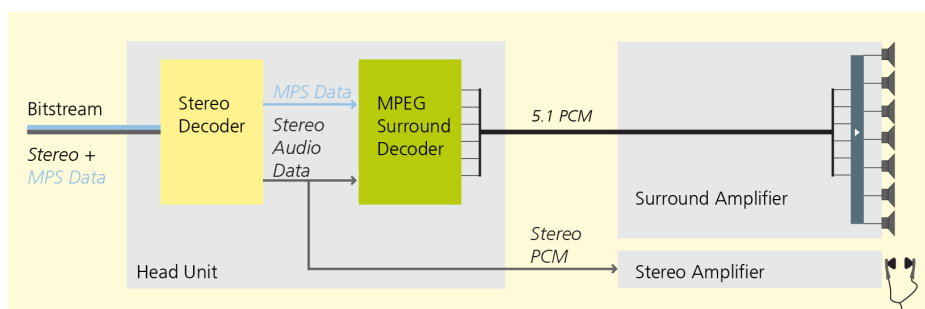 Bitstream
Stereo +
MPS Data
Stereo
Decoder
MPS Data
Stereo
Audio
Data
MPEG
Surround
Decoder
Head Unit
5.1 PCM
Stereo
PCM
Surround Amplifier
Stereo Amplifier